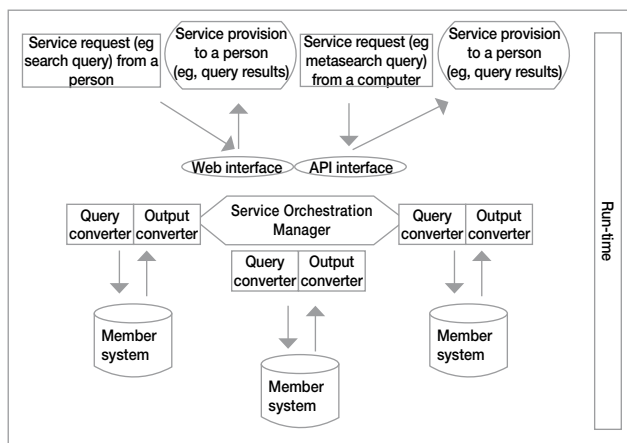 Service request (eg
search query) from a
person
Service provision
to a person
(eg, query results)
Service request (eg
metasearch query)
from a computer
Service provision
to a person
(eg, query results)
Web interface
API interface
Query
converter
Output
converter
Service Orchestration
Manager
Query
converter
Output
converter
Query
converter
Output
converter
Member
system
Member
system
Member
system
Run-time